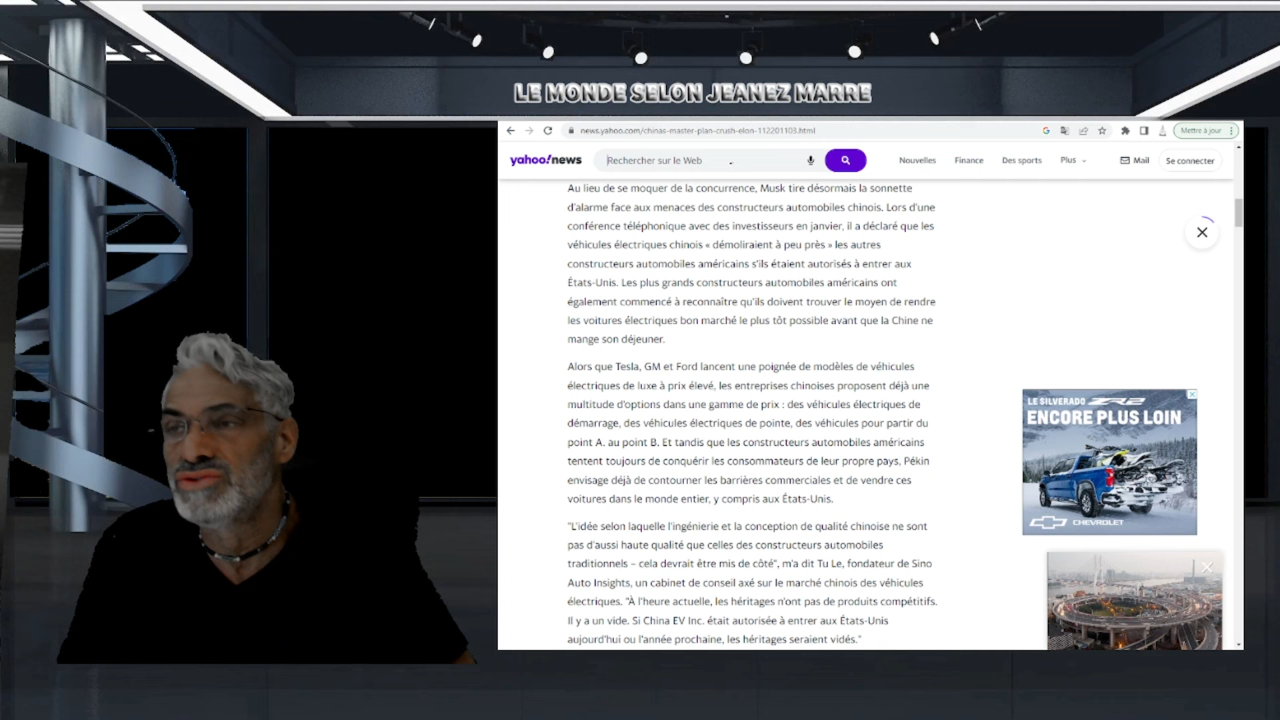 LE MONDE SELON JEANEZ MARRE
news.yahoo.com/chinas-master-plan-crush-elon-112201103.html
Mettre à jour
yahoo!news
Rechercher sur le Web
Nouvelles
Finance
Des sports
Plus
Mail
Se connecter
Au lieu de se moquer de la concurrence, Musk tire désormais la sonnette
d'alarme face aux menaces des constructeurs automobiles chinois. Lors d'une
conférence téléphonique avec des investisseurs en janvier, il a déclaré que les
véhicules électriques chinois « démoliraient à peu près » les autres
constructeurs automobiles américains s'ils étaient autorisés à entrer aux
États-Unis. Les plus grands constructeurs automobiles américains ont
également commencé à reconnaître qu'ils doivent trouver le moyen de rendre
les voitures électriques bon marché le plus tôt possible avant que la Chine ne
mange son déjeuner.
Alors que Tesla, GM et Ford lancent une poignée de modèles de véhicules
électriques de luxe à prix élevé, les entreprises chinoises proposent déjà une
multitude d'options dans une gamme de prix : des véhicules électriques de
démarrage, des véhicules électriques de pointe, des véhicules pour partir du
point A. au point B. Et tandis que les constructeurs automobiles américains
tentent toujours de conquérir les consommateurs de leur propre pays, Pékin
envisage déjà de contourner les barrières commerciales et de vendre ces
voitures dans le monde entier, y compris aux États-Unis.
"L'idée selon laquelle l'ingénierie et la conception de qualité chinoise ne sont
pas d'aussi haute qualité que celles des constructeurs automobiles
traditionnels – cela devrait être mis de côté", m'a dit Tu Le, fondateur de Sino
Auto Insights, un cabinet de conseil axé sur le marché chinois des véhicules
électriques. "À l'heure actuelle, les héritages n'ont pas de produits compétitifs.
Il y a un vide. Si China EV Inc. était autorisée à entrer aux États-Unis
aujourd'hui ou l'année prochaine, les héritages seraient vidés."
LE SILVERADO ZR2
ENCORE PLUS LOIN
CHEVROLET